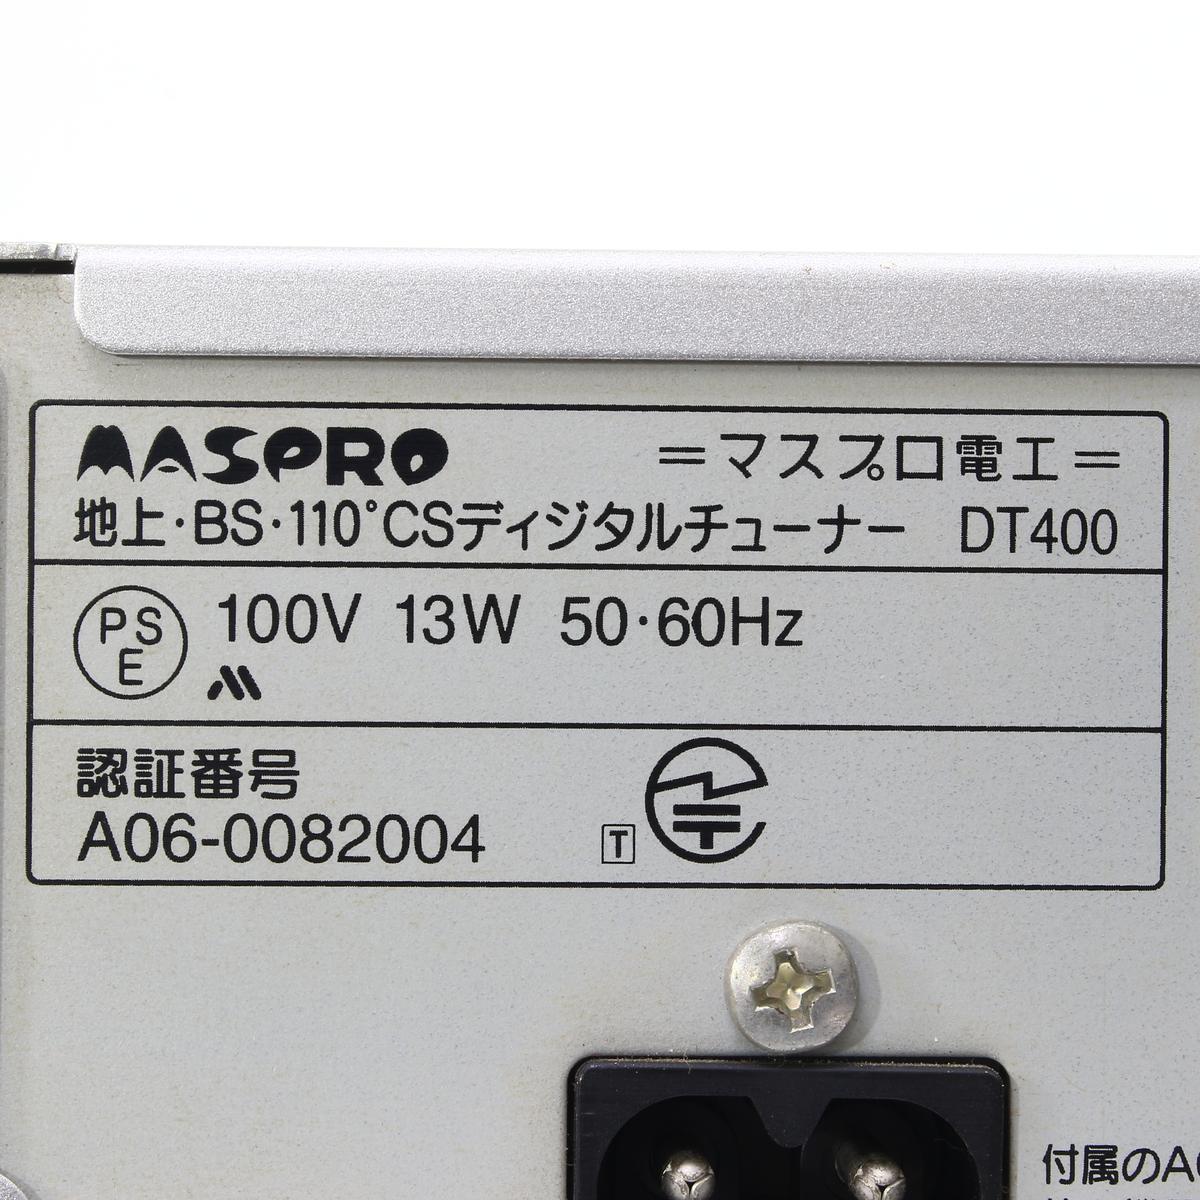 MASPRO =マスプロ電工=
地上・BS・110°CSディジタルチューナー DT400
PS
E
100V 13W 50・60Hz
認証番号
A06-0082004
T
付属のA